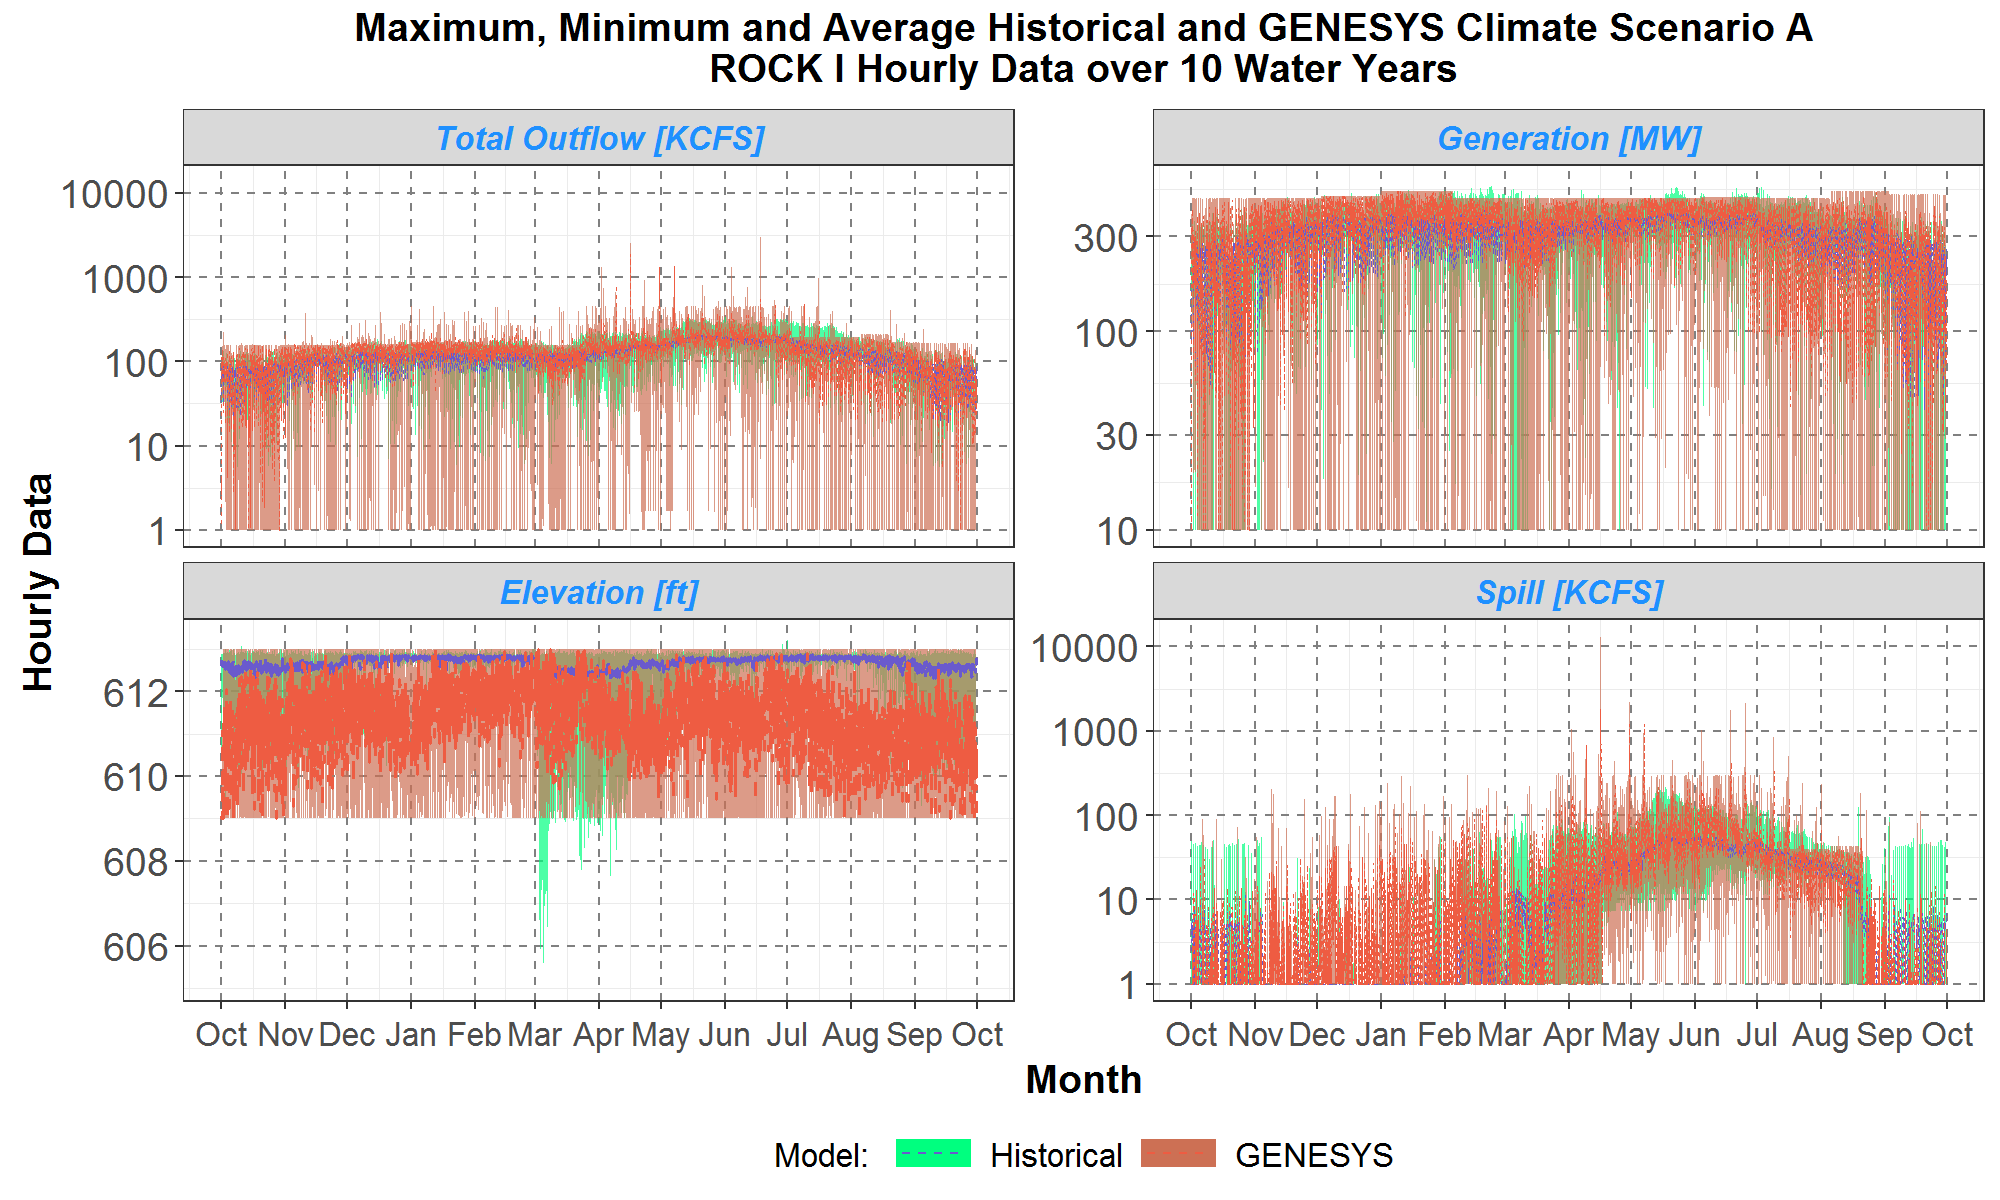 Maximum, Minimum and Average Historical and GENESYS Climate Scenario A
ROCK I Hourly Data over 10 Water Years
Total Outflow [KCFS]
10000
1000
100
10
1
Generation [MW]
300
100
30
10
Hourly Data
Elevation [ft]
612
610
608
606
Oct Nov Dec Jan Feb Mar Apr May Jun Jul Aug Sep Oct
Spill [KCFS]
10000
1000
100
10
1
Oct Nov Dec Jan Feb Mar Apr May Jun Jul Aug Sep Oct
Month
Model: Historical GENESYS